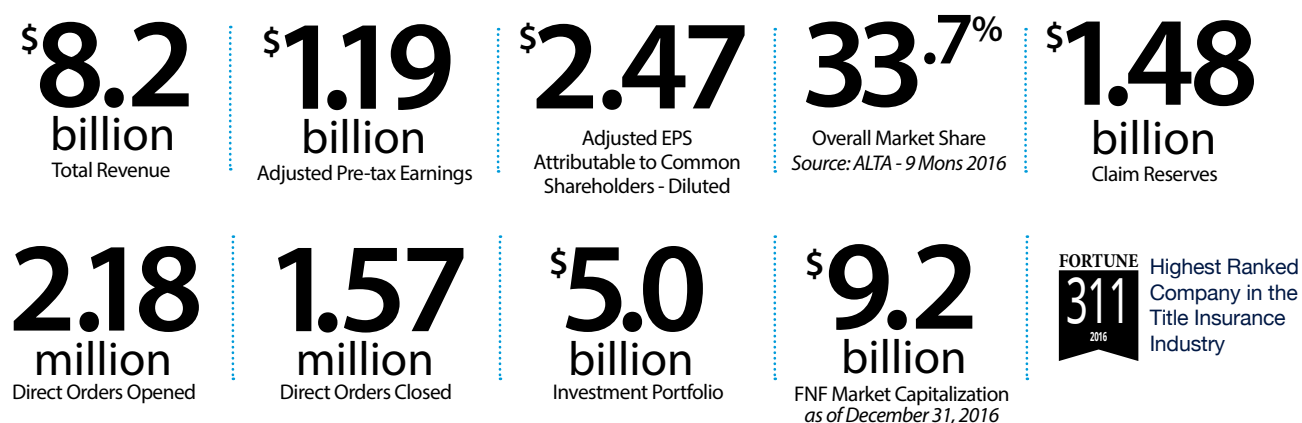 $8.2
billion
Total Revenue
$1.19
billion
Adjusted Pre-tax Earnings
$2.47
Adjusted EPS
Attributable to Common
Shareholders - Diluted
33.7%
Overall Market Share
Source: ALTA - 9 Mons 2016
$1.48
billion
Claim Reserves
2.18
million
Direct Orders Opened
1.57
million
Direct Orders Closed
$5.0
billion
Investment Portfolio
$9.2
billion
FNF Market Capitalization
as of December 31, 2016
FORTUNE
311
2016
Highest Ranked
Company in the
Title Insurance
Industry